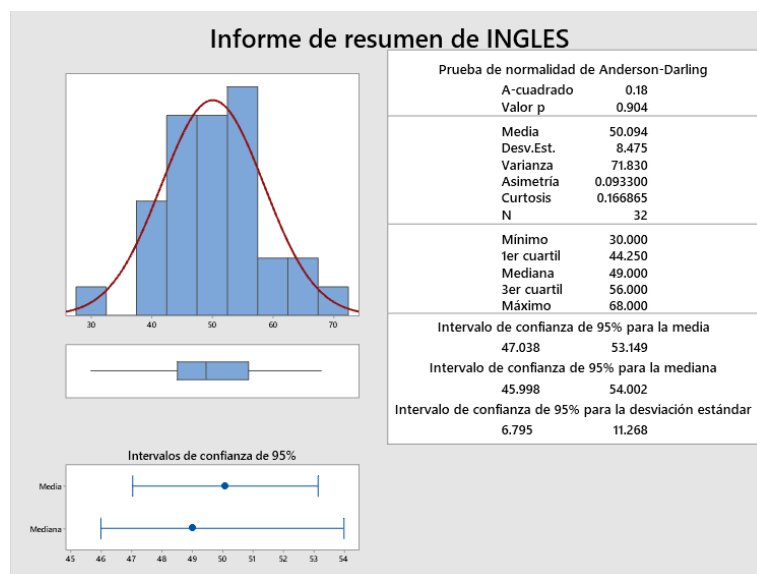 Informe de resumen de INGLES
30 40 50 60 70
Intervalos de confianza de 95%
Media
Mediana
45 46 47 48 49 50 51 52 53 54
Prueba de normalidad de Anderson-Darling
A-cuadrado 0.18
Valor p 0.904
Media 50.094
Desv.Est. 8.475
Varianza 71.830
Asimetría 0.093300
Curtosis 0.166865
N 32
Mínimo 30.000
1er cuartil 44.250
Mediana 49.000
3er cuartil 56.000
Máximo 68.000
Intervalo de confianza de 95% para la media
47.038 53.149
Intervalo de confianza de 95% para la mediana
45.998 54.002
Intervalo de confianza de 95% para la desviación estándar
6.795 11.268